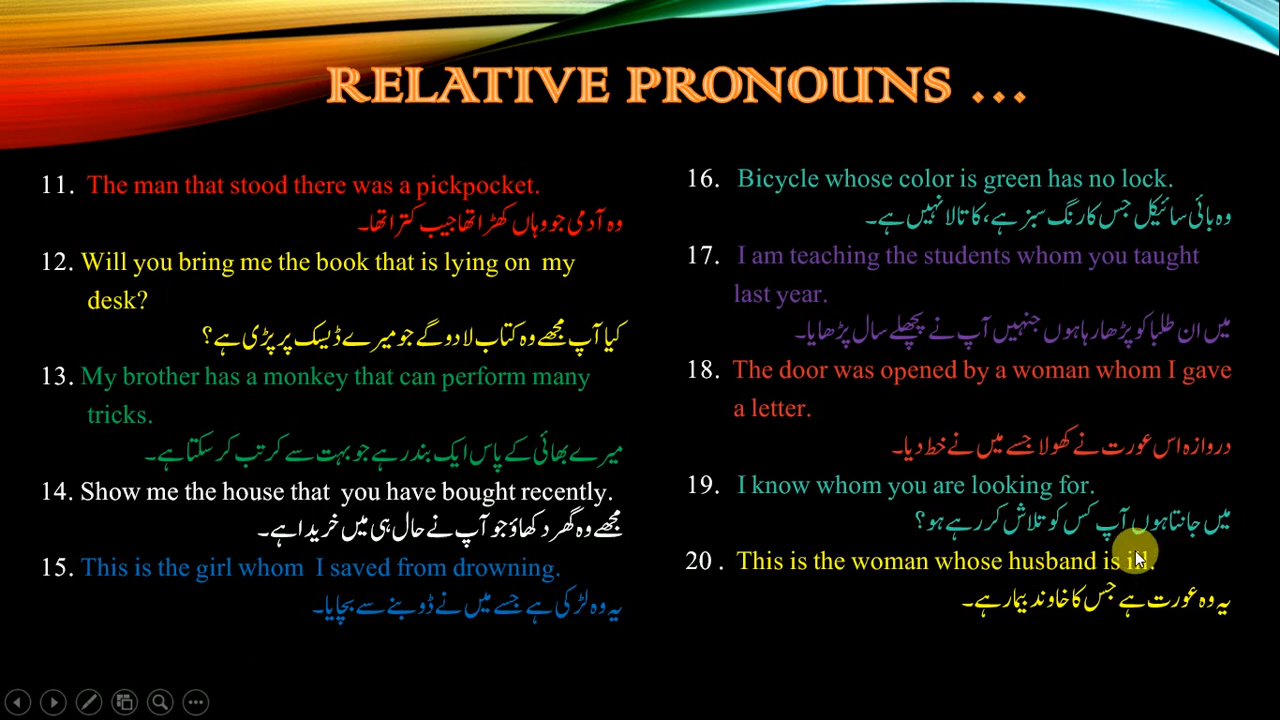 RELATIVE PRONOUNS ...
11. The man that stood there was a pickpocket.
وہ آدمی جو وہاں کھڑا تھا جیب کترا تھا۔
12. Will you bring me the book that is lying on my
desk?
کیا آپ مجھے وہ کتاب لا دو گے جو میرے ڈیسک پر پڑی ہے؟
13. My brother has a monkey that can perform many
tricks.
میرے بھائی کے پاس ایک بندر ہے جو بہت سے کرتب کر سکتا ہے۔
14. Show me the house that you have bought recently.
مجھے وہ گھر دکھاؤ جو آپ نے حال ہی میں خریدا ہے۔
15. This is the girl whom I saved from drowning.
یہ وہ لڑکی ہے جسے میں نے ڈوبنے سے بچایا۔
16. Bicycle whose color is green has no lock.
وہ بائی سائیکل جس کا رنگ سبز ہے، کا تالا نہیں ہے۔
17. I am teaching the students whom you taught
last year.
میں ان طلبا کو پڑھا رہا ہوں جنہیں آپ نے پچھلے سال پڑھایا۔
18. The door was opened by a woman whom I gave
a letter.
دروازہ اس عورت نے کھولا جسے میں نے خط دیا۔
19. I know whom you are looking for.
میں جانتا ہوں آپ کس کو تلاش کر رہے ہو؟
20 . This is the woman whose husband is ill.
یہ وہ عورت ہے جس کا خاوند بیمار ہے۔